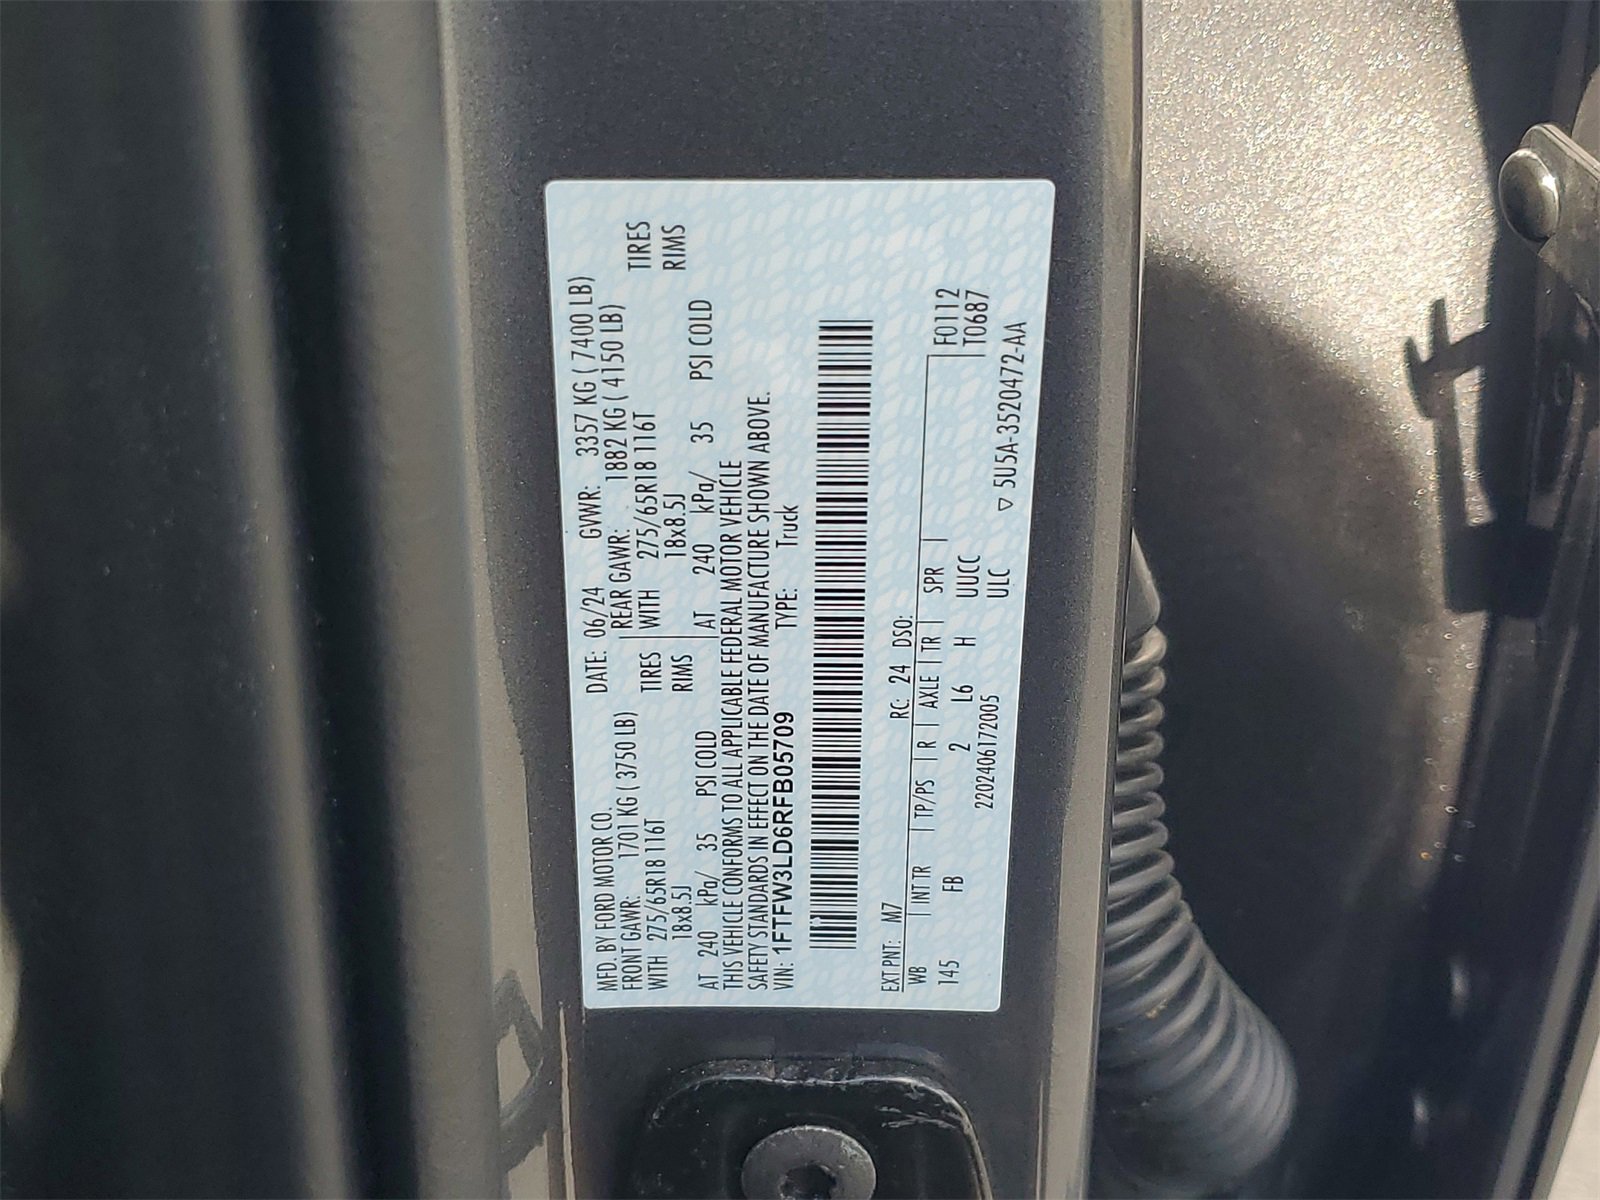 MFD. BY FORD MOTOR CO.
DATE: 06/24 GVWR: 3357 KG ( 7400 LB)
FRONT GAWR: 1701 KG ( 3750 LB)
REAR GAWR: 1882 KG ( 4150 LB)
WITH 275/65R18 116T TIRES
WITH 275/65R18 116T TIRES
18x8.5J RIMS
18x8.5J RIMS
AT 240 kPa/ 35 PSI COLD
AT 240 kPa/ 35 PSI COLD
THIS VEHICLE CONFORMS TO ALL APPLICABLE FEDERAL MOTOR VEHICLE
SAFETY STANDARDS IN EFFECT ON THE DATE OF MANUFACTURE SHOWN ABOVE.
VIN: 1FTFW3LD6RFB05709 TYPE: Truck
EXT PNT: M7 RC: 24 DSO:
WB INT TR TP/PS R AXLE TR SPR F0112
145 FB 2 L6 H UUCC T0687
2202406172005 ULC
▽ 5U5A-3520472-AA